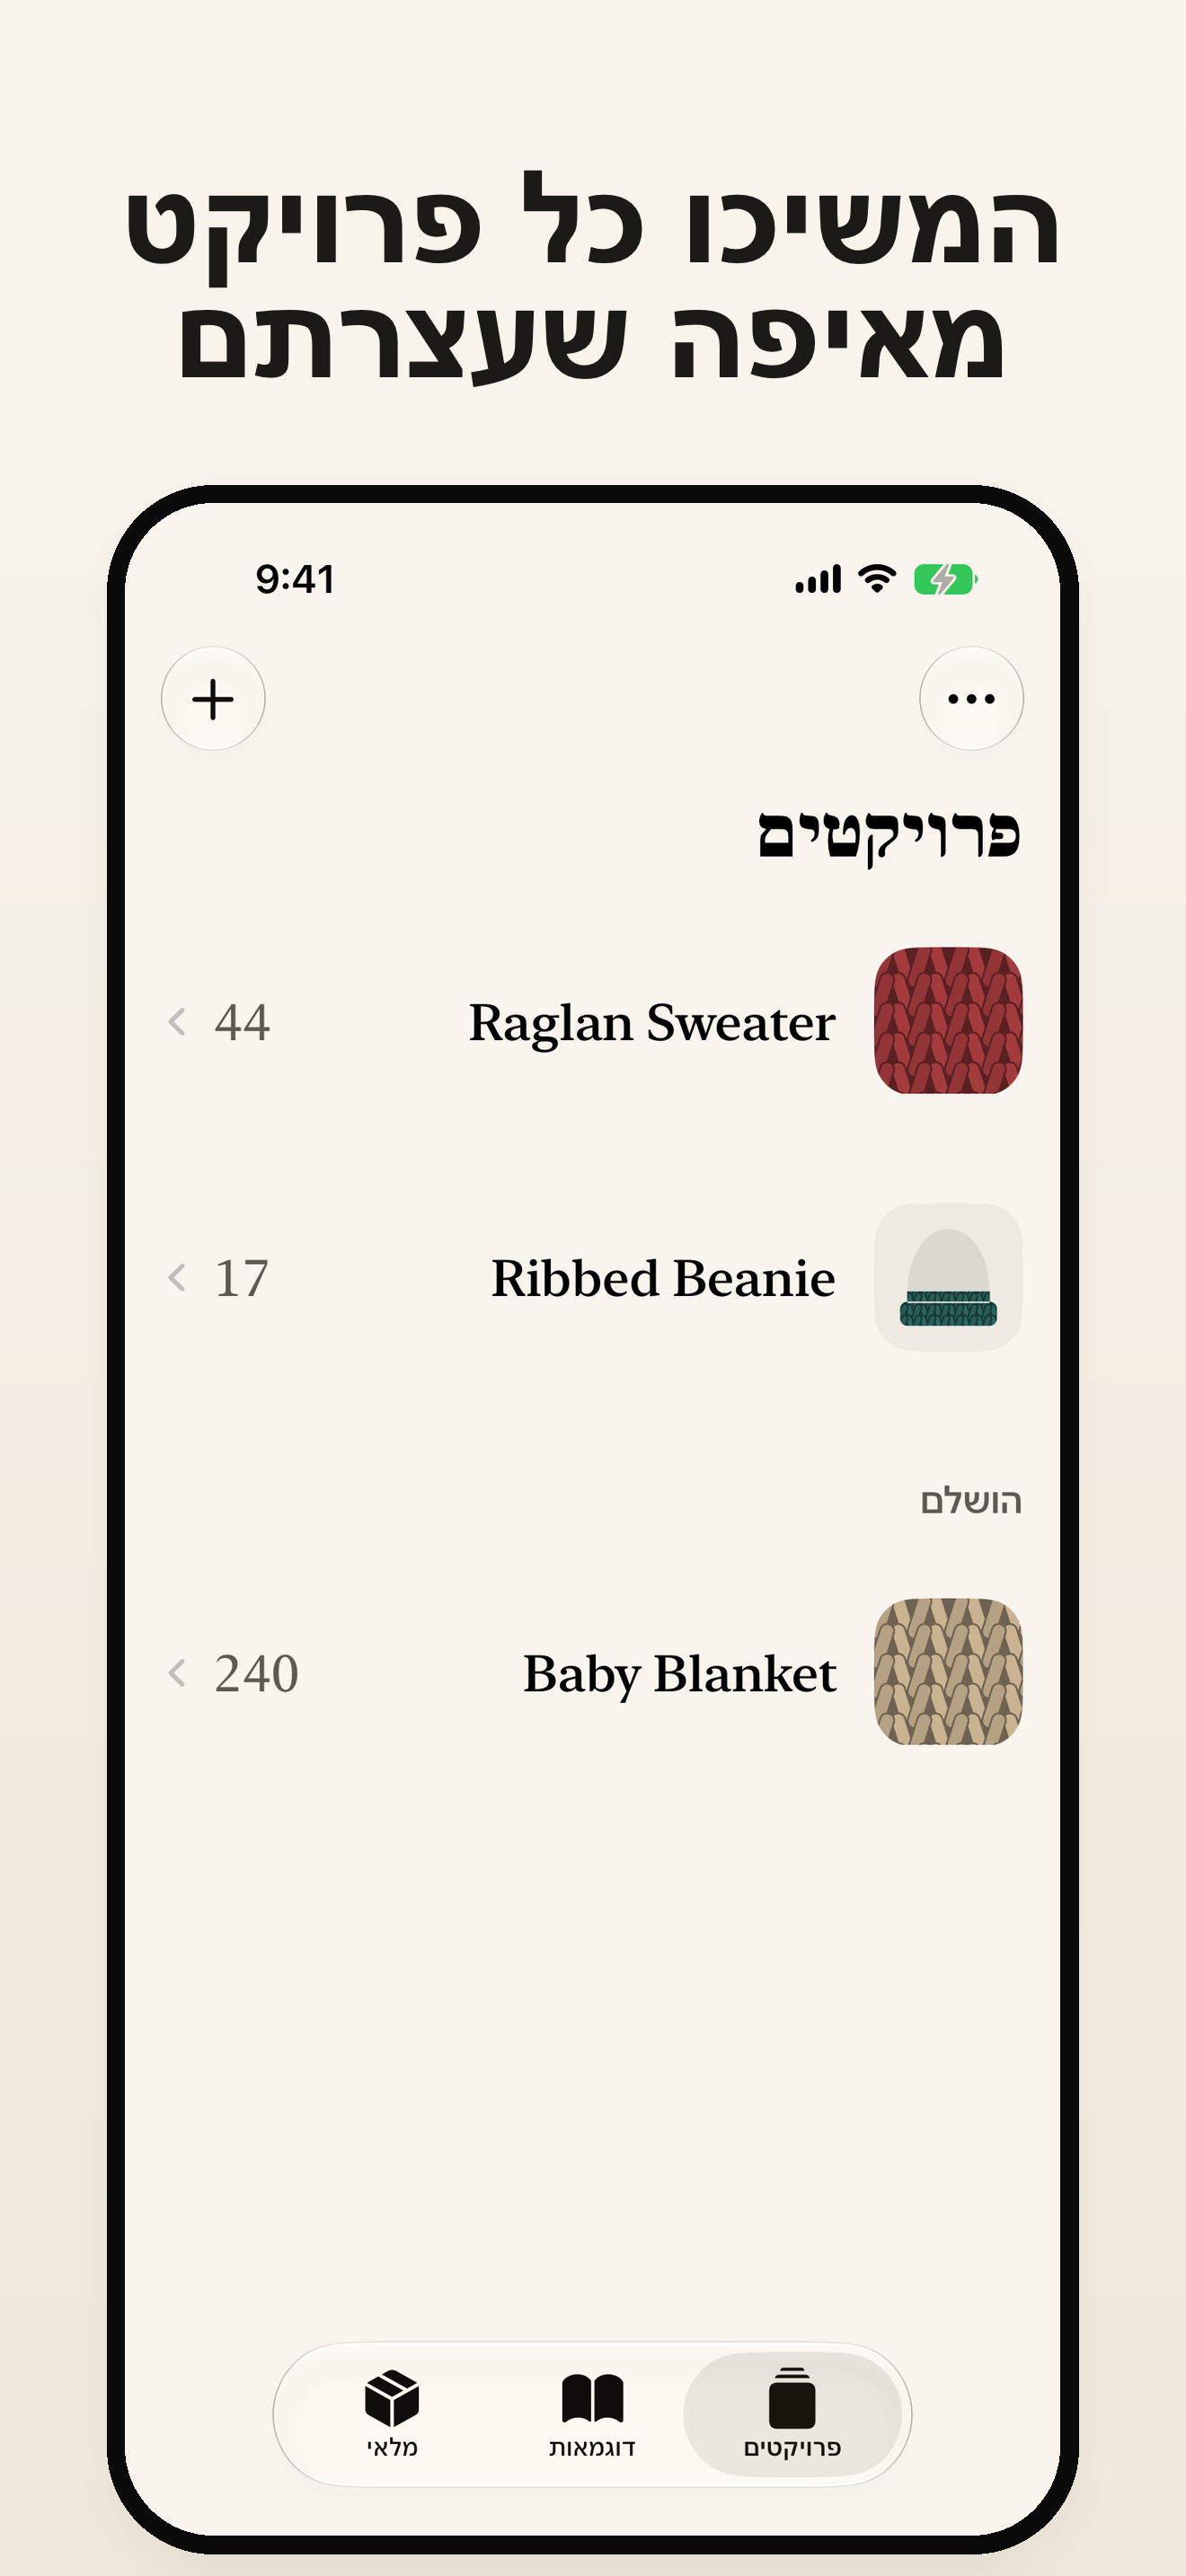 המשיכו כל פרויקט
מאיפה שעצרתם
9:41
פרויקטים
Raglan Sweater
44
Ribbed Beanie
17
הושלם
Baby Blanket
240
פרויקטים
דוגמאות
מלאי